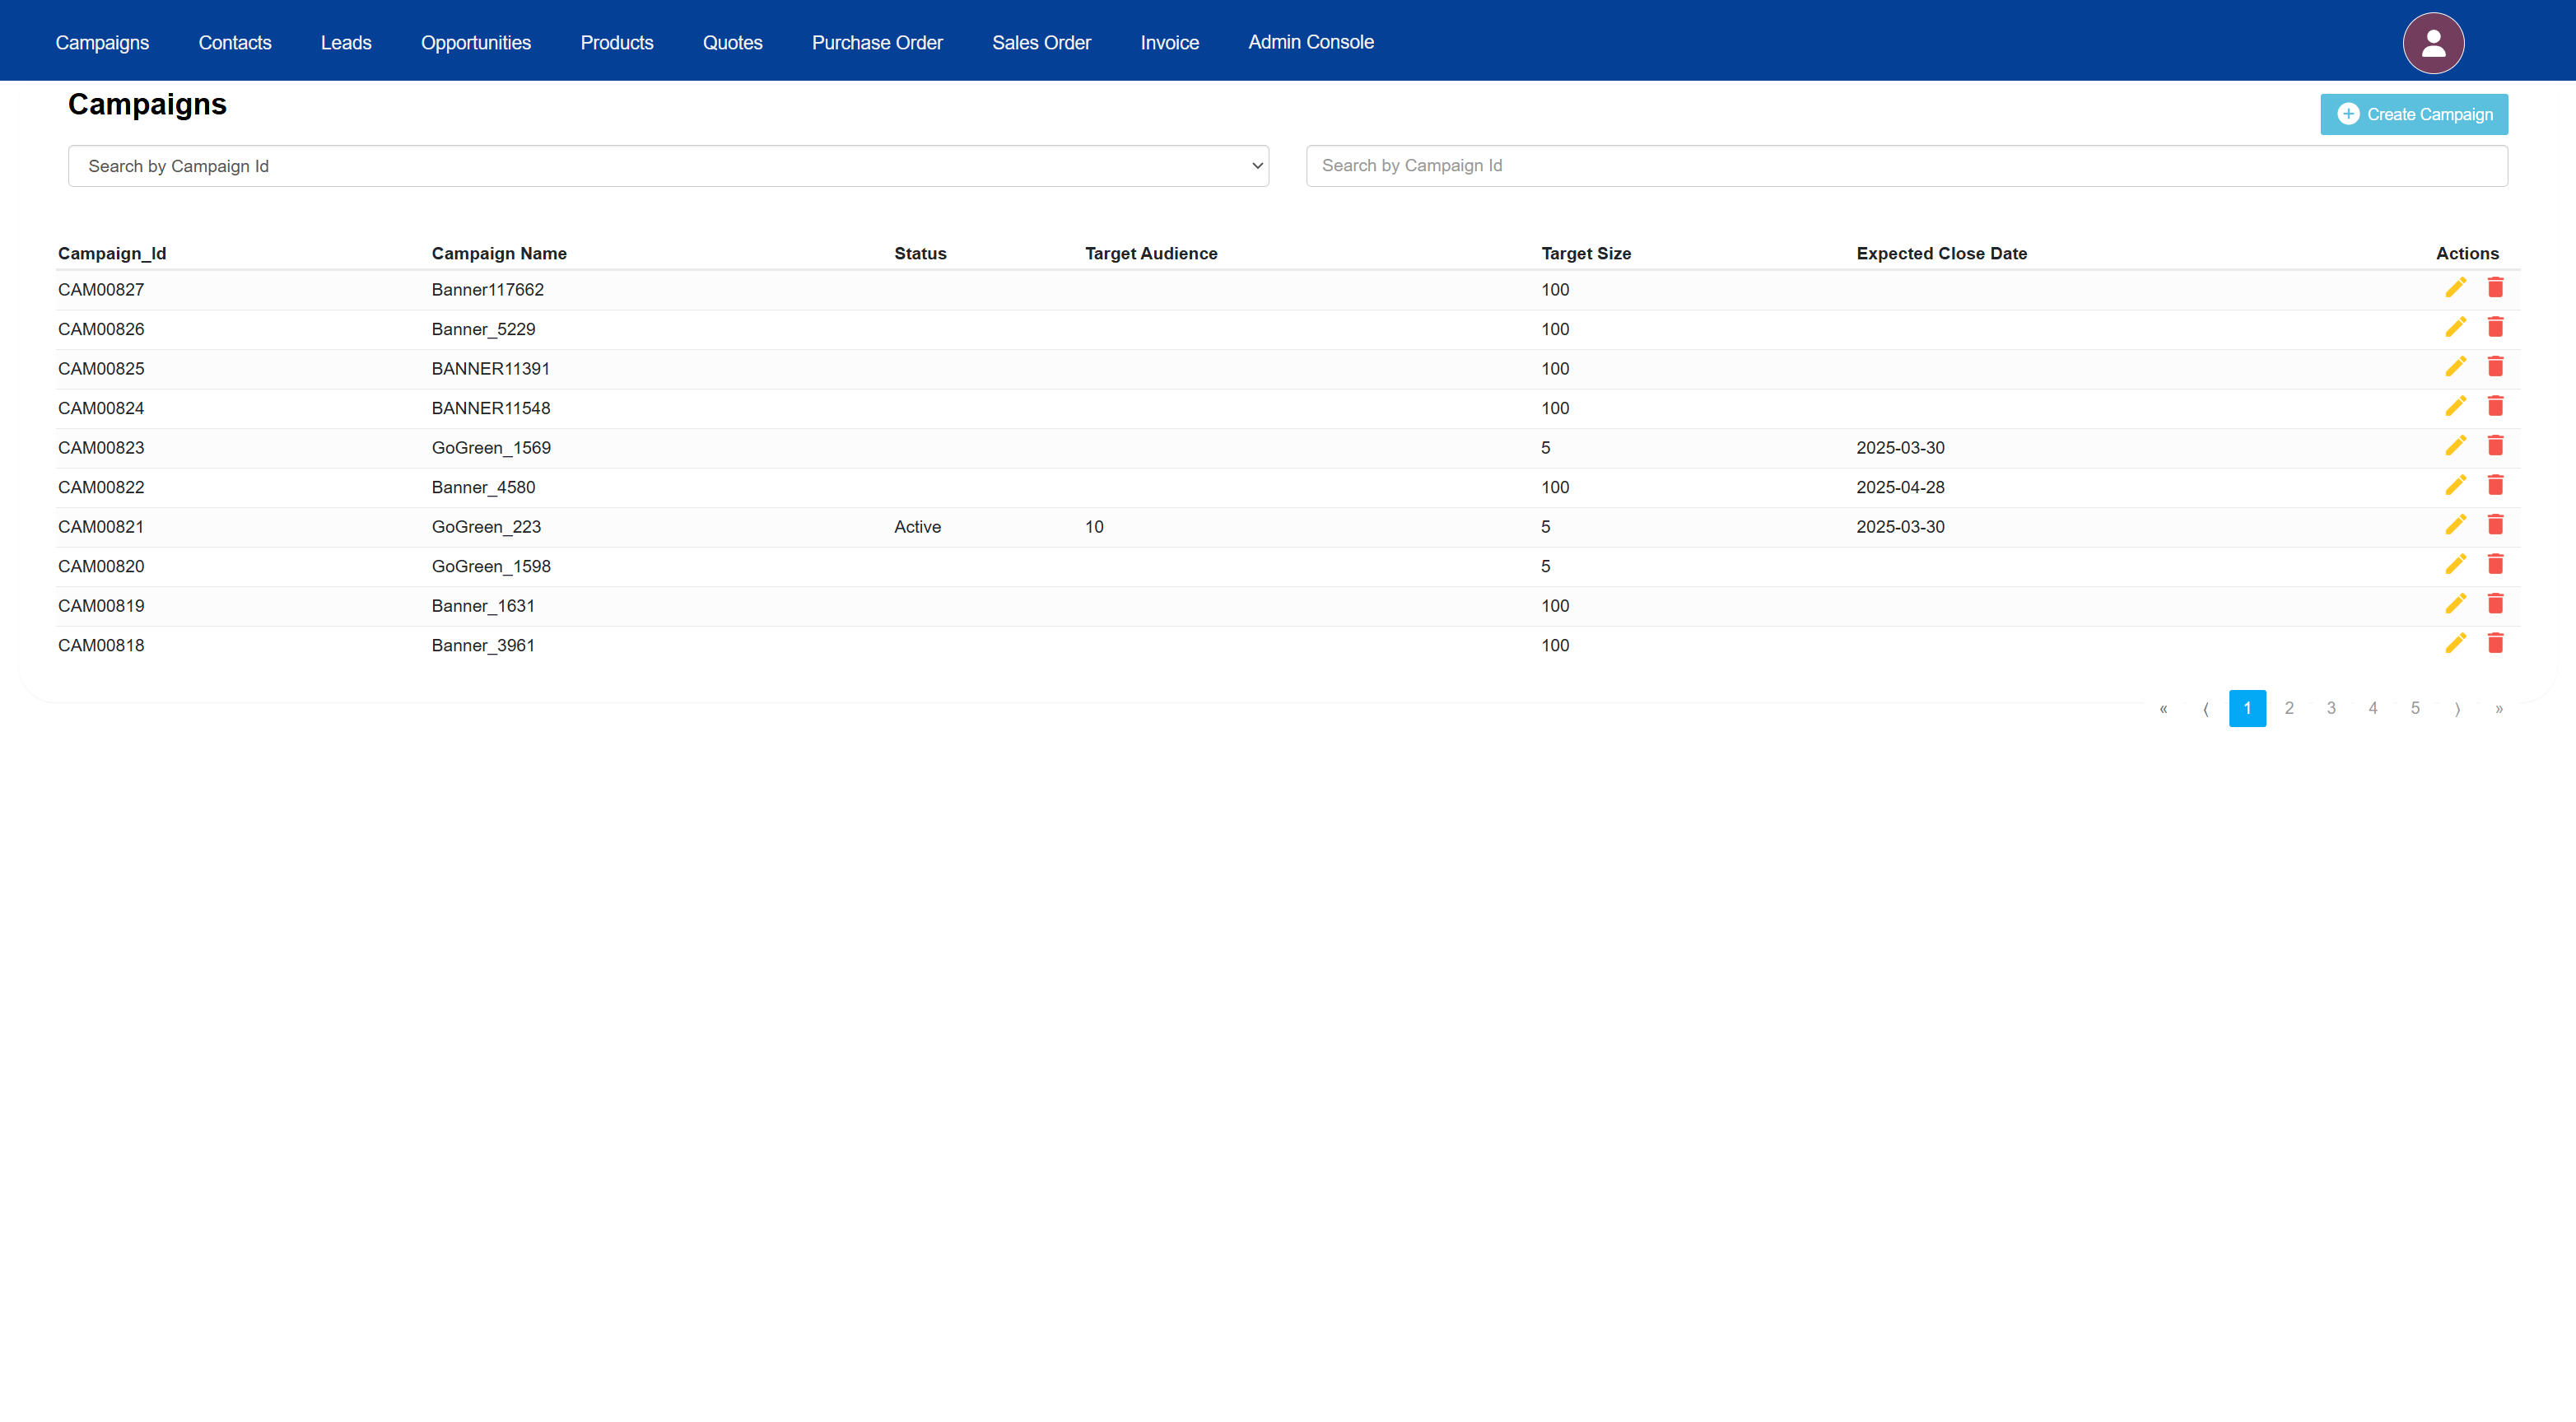 Campaigns Contacts Leads Opportunities Products Quotes Purchase Order Sales Order Invoice Admin Console
Campaigns
Create Campaign
Search by Campaign Id Search by Campaign Id
Campaign_Id Campaign Name Status Target Audience Target Size Expected Close Date Actions
CAM00827 Banner117662 100
CAM00826 Banner_5229 100
CAM00825 BANNER11391 100
CAM00824 BANNER11548 100
CAM00823 GoGreen_1569 5 2025-03-30
CAM00822 Banner_4580 100 2025-04-28
CAM00821 GoGreen_223 Active 10 5 2025-03-30
CAM00820 GoGreen_1598 5
CAM00819 Banner_1631 100
CAM00818 Banner_3961 100
« ⟨ 1 2 3 4 5 ⟩ »